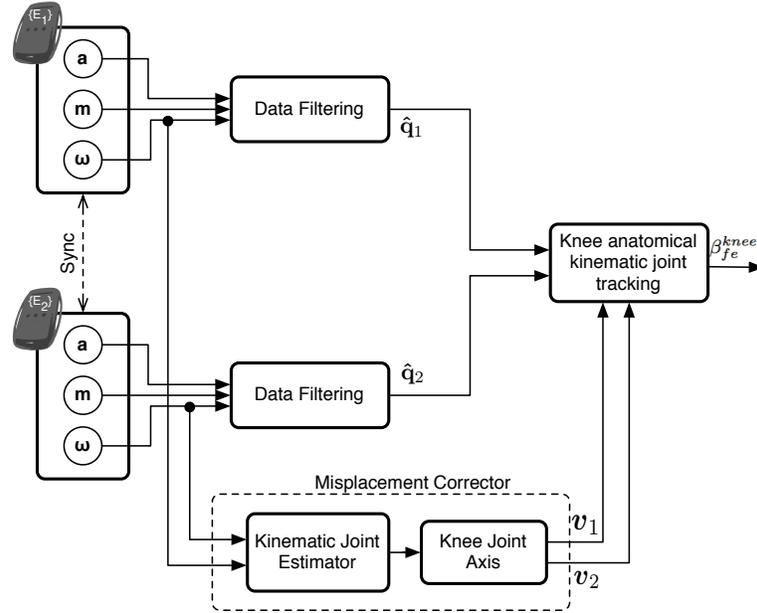 {E1}
a
m
ω
Data Filtering
q̂1
Sync
Knee anatomical
kinematic joint
tracking
β fe knee
{E2}
a
m
ω
Data Filtering
q̂2
Misplacement Corrector
Kinematic Joint
Estimator
Knee Joint
Axis
v1
v2